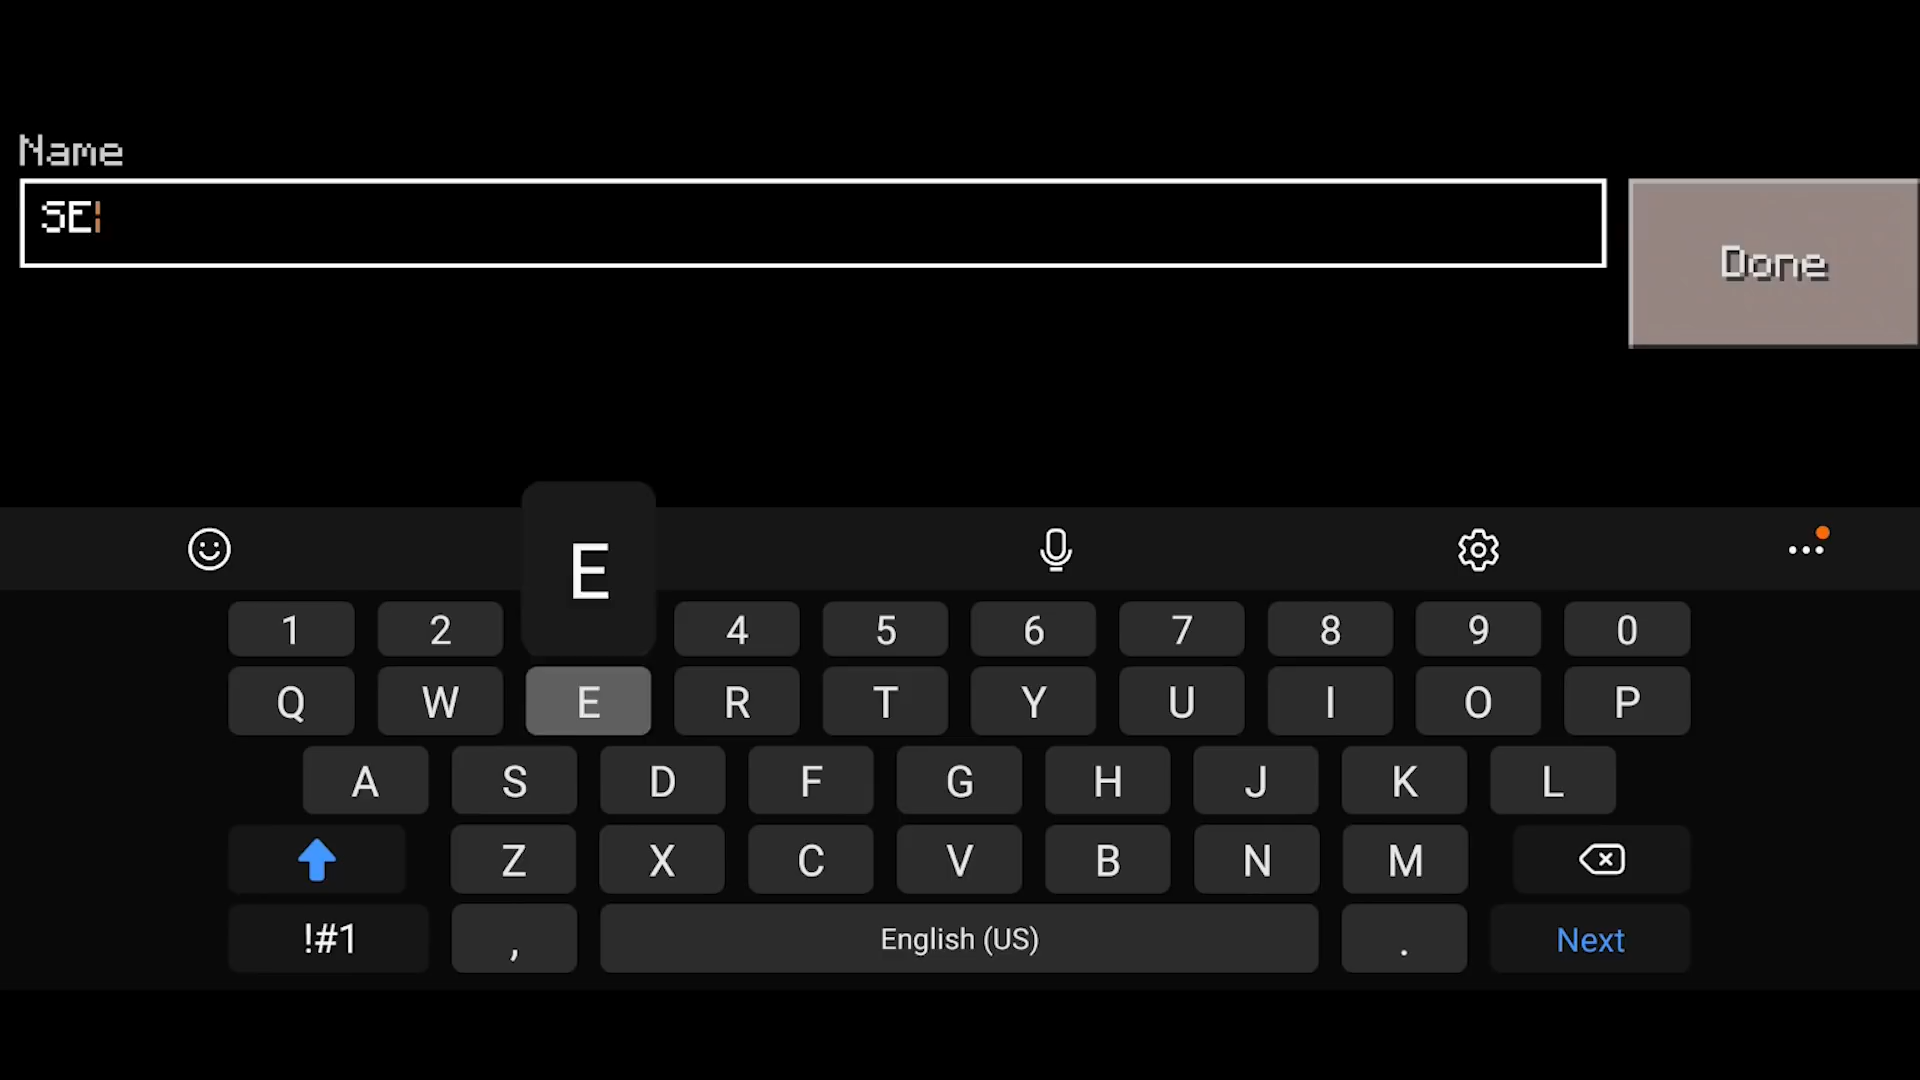 Name
SE
Done
E
1 2 4 5 6 7 8 9 0
Q W E R T Y U I O P
A S D F G H J K L
Z X C V B N M
!#1 , English (US) . Next